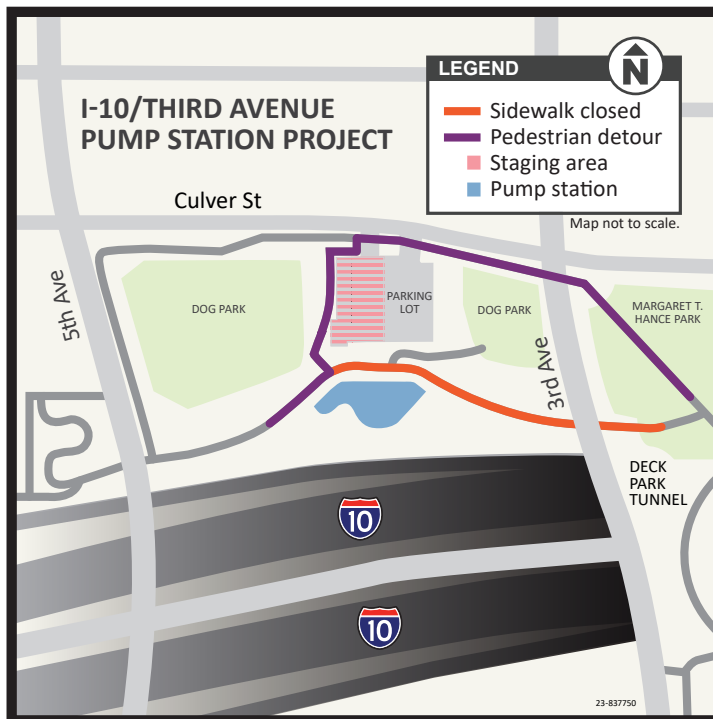 I-10/THIRD AVENUE
PUMP STATION PROJECT
LEGEND
N
Sidewalk closed
Pedestrian detour
Staging area
Pump station
Map not to scale.
Culver St
5th Ave
DOG PARK
PARKING
LOT
DOG PARK
MARGARET T.
HANCE PARK
3rd Ave
DECK
PARK
TUNNEL
10
10
23-837750